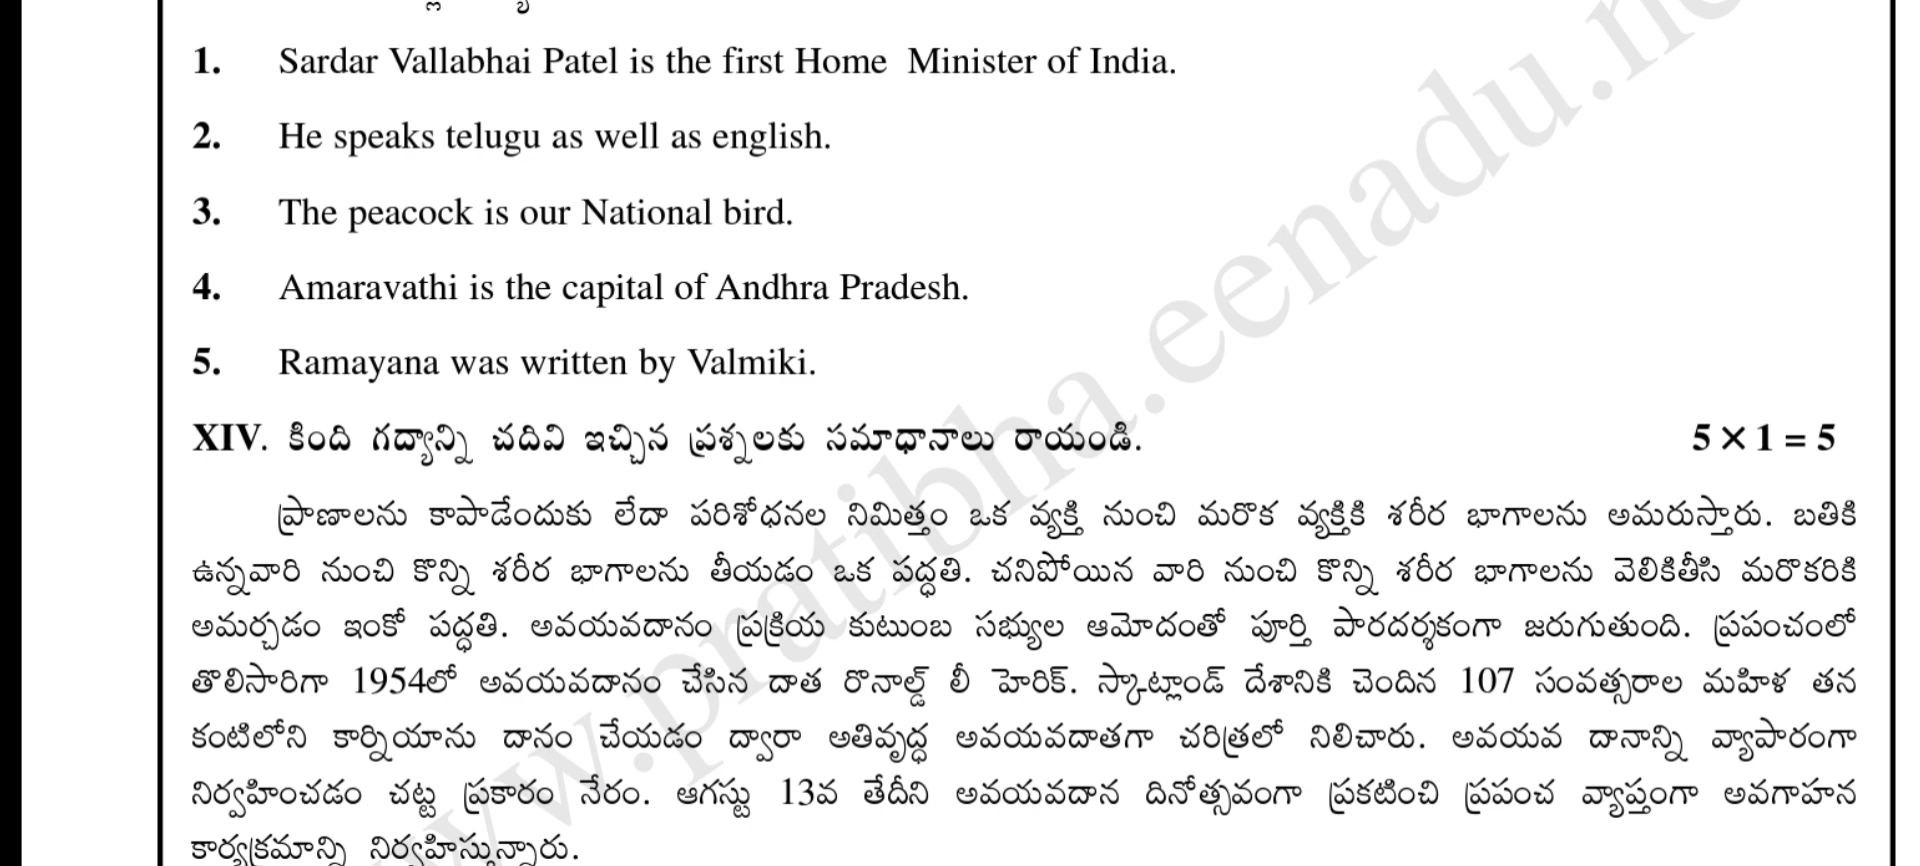 1. Sardar Vallabhai Patel is the first Home Minister of India.
2. He speaks telugu as well as english.
3. The peacock is our National bird.
4. Amaravathi is the capital of Andhra Pradesh.
5. Ramayana was written by Valmiki.
XIV. కింది గద్యాన్ని చదివి ఇచ్చిన ప్రశ్నలకు సమాధానాలు రాయండి. 5 × 1 = 5
ప్రాణాలను కాపాడేందుకు లేదా పరిశోధనల నిమిత్తం ఒక వ్యక్తి నుంచి మరొక వ్యక్తికి శరీర భాగాలను అమరుస్తారు. బతికి
ఉన్నవారి నుంచి కొన్ని శరీర భాగాలను తీయడం ఒక పద్ధతి. చనిపోయిన వారి నుంచి కొన్ని శరీర భాగాలను వెలికితీసి మరొకరికి
అమర్చడం ఇంకో పద్ధతి. అవయవదానం ప్రక్రియ కుటుంబ సభ్యుల ఆమోదంతో పూర్తి పారదర్శకంగా జరుగుతుంది. ప్రపంచంలో
తొలిసారిగా 1954లో అవయవదానం చేసిన దాత రొనాల్డ్ లీ హెరిక్. స్కాట్లాండ్ దేశానికి చెందిన 107 సంవత్సరాల మహిళ తన
కంటిలోని కార్నియాను దానం చేయడం ద్వారా అతివృద్ధ అవయవదాతగా చరిత్రలో నిలిచారు. అవయవ దానాన్ని వ్యాపారంగా
నిర్వహించడం చట్ట ప్రకారం నేరం. ఆగస్టు 13వ తేదీని అవయవదాన దినోత్సవంగా ప్రకటించి ప్రపంచ వ్యాప్తంగా అవగాహన
కార్యక్రమాన్ని నిర్వహిస్తున్నారు.
w.pratibha.eenadu.n